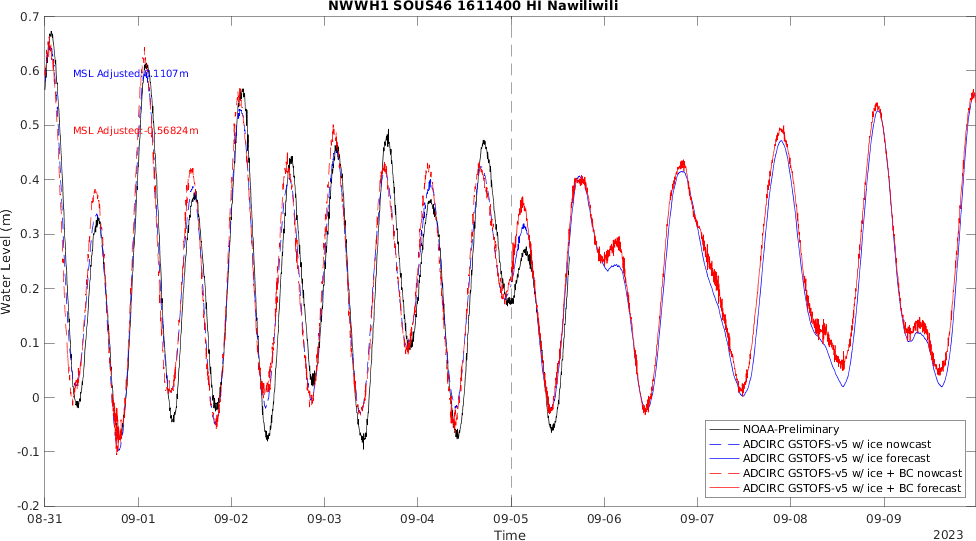 NWWH1 SOUS46 1611400 HI Nawiliwili
0.7
0.6
0.5
0.4
0.3
0.2
0.1
0
-0.1
-0.2
Water Level (m)
MSL Adjusted: 0.1107m
MSL Adjusted:-0.56824m
NOAA-Preliminary
ADCIRC GSTOFS-v5 w/ ice nowcast
ADCIRC GSTOFS-v5 w/ ice forecast
ADCIRC GSTOFS-v5 w/ ice + BC nowcast
ADCIRC GSTOFS-v5 w/ ice + BC forecast
08-31 09-01 09-02 09-03 09-04 09-05 09-06 09-07 09-08 09-09
Time
2023